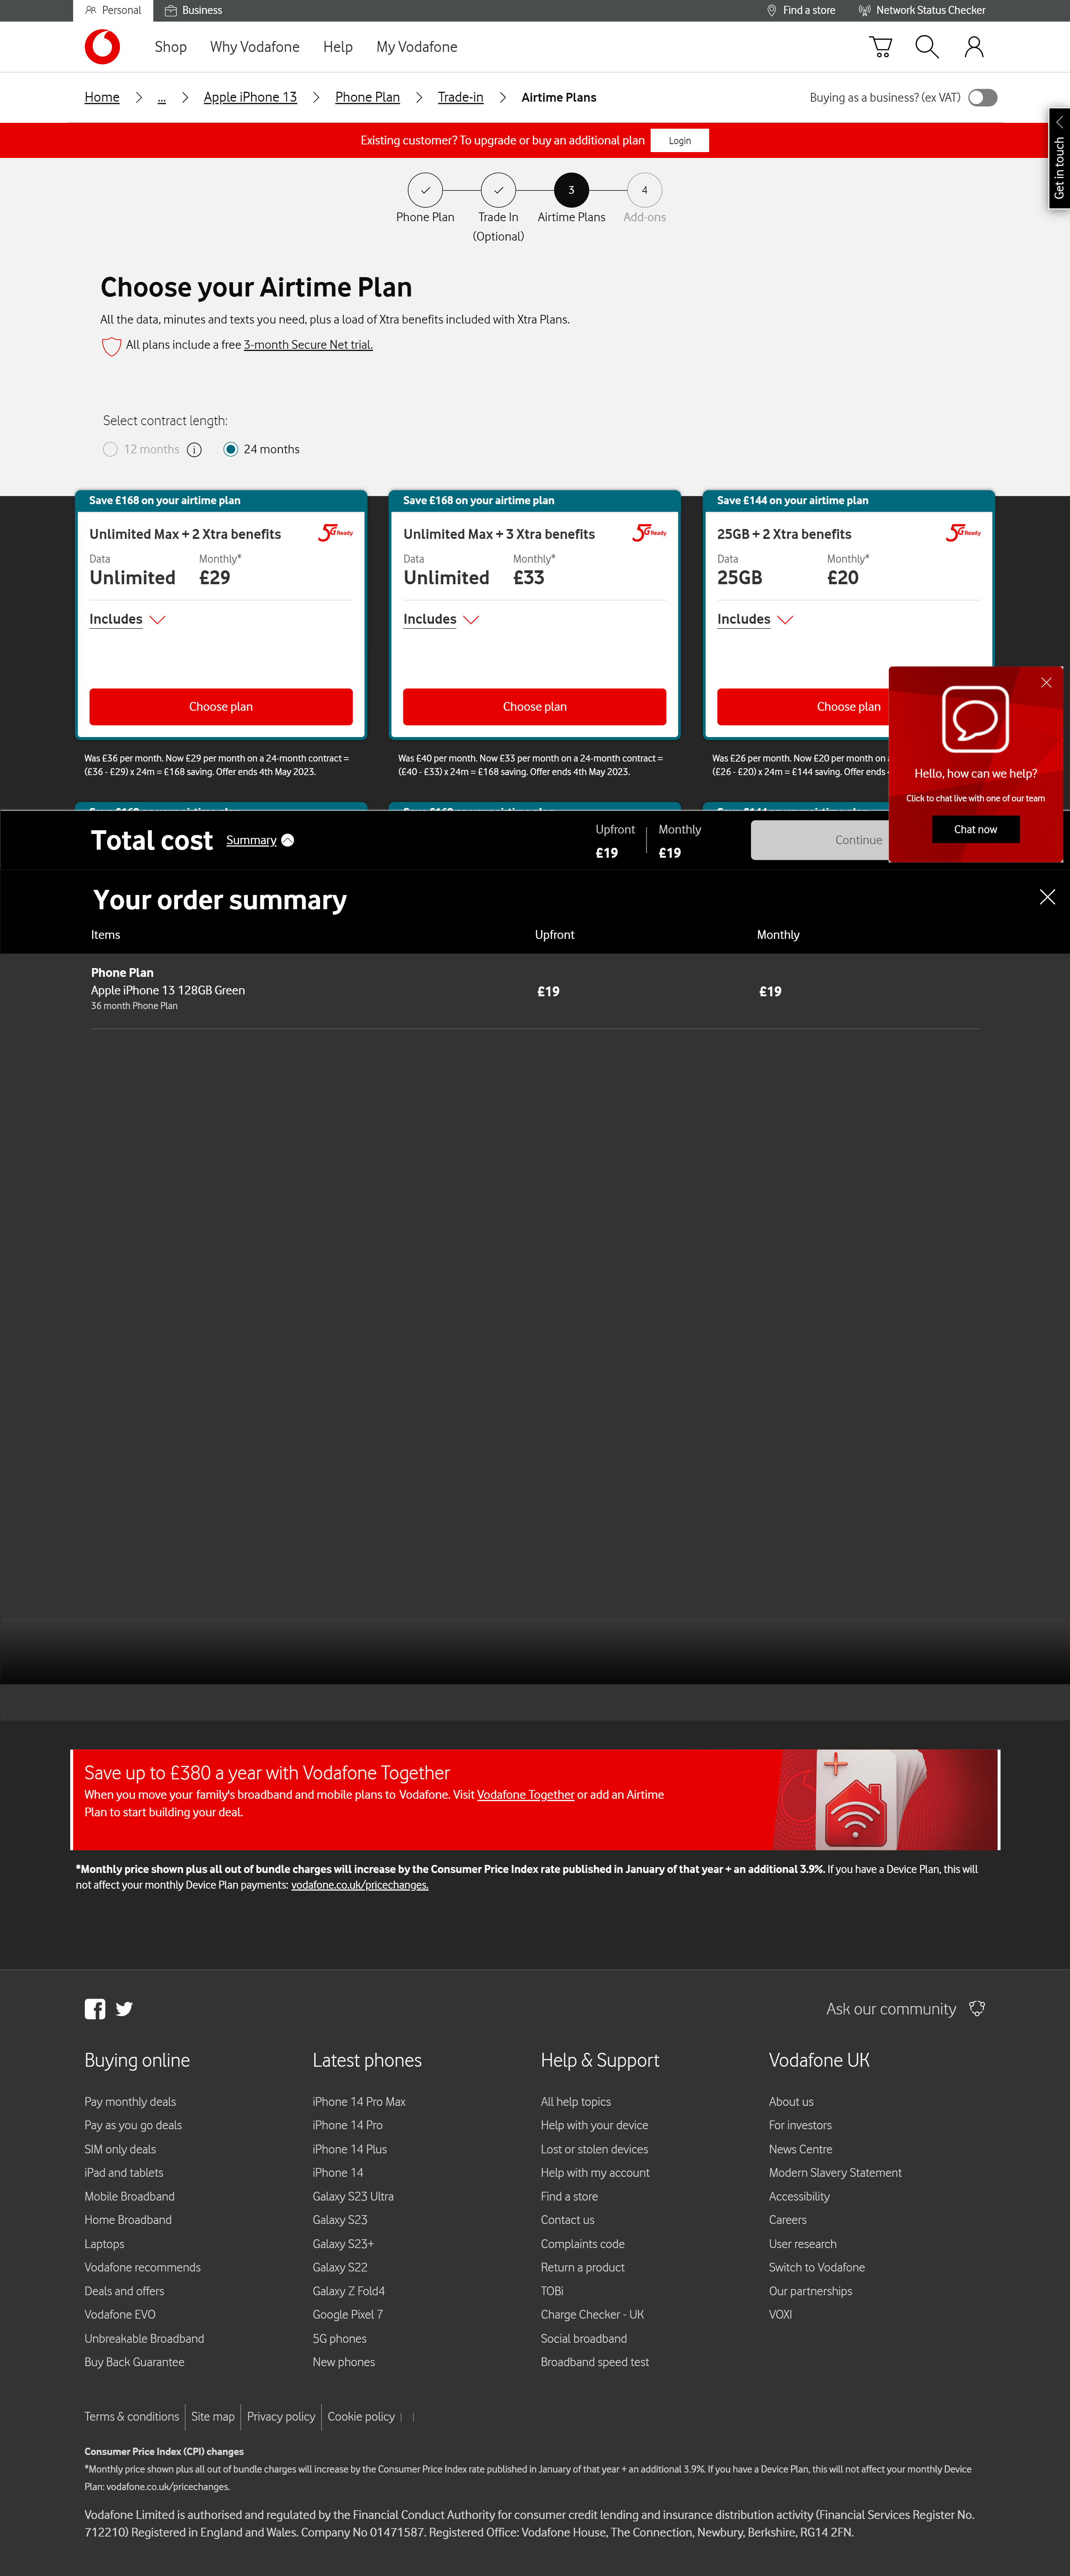 Personal
Business
Find a store
Network Status Checker
Shop
Why Vodafone
Help
My Vodafone
Home
...
Apple iPhone 13
Phone Plan
Trade-in
Airtime Plans
Buying as a business? (ex VAT)
Get in touch
Existing customer? To upgrade or buy an additional plan
Login
3
4
Phone Plan
Trade In
(Optional)
Airtime Plans
Add-ons
Choose your Airtime Plan
All the data, minutes and texts you need, plus a load of Xtra benefits included with Xtra Plans.
All plans include a free 3-month Secure Net trial.
Select contract length:
12 months
i
24 months
Save £168 on your airtime plan
Unlimited Max + 2 Xtra benefits
5G Ready
Data
Monthly*
Unlimited
£29
Includes
Choose plan
Was £36 per month. Now £29 per month on a 24-month contract =
(£36 - £29) x 24m = £168 saving. Offer ends 4th May 2023.
Save £168 on your airtime plan
Unlimited Max + 3 Xtra benefits
5G Ready
Data
Monthly*
Unlimited
£33
Includes
Choose plan
Was £40 per month. Now £33 per month on a 24-month contract =
(£40 - £33) x 24m = £168 saving. Offer ends 4th May 2023.
Save £144 on your airtime plan
25GB + 2 Xtra benefits
5G Ready
Data
Monthly*
25GB
£20
Includes
Choose plan
Was £26 per month. Now £20 per month on a
(£26 - £20) x 24m = £144 saving. Offer ends
Hello, how can we help?
Click to chat live with one of our team
Chat now
Total cost
Summary
Upfront
£19
Monthly
£19
Continue
Your order summary
Items
Upfront
Monthly
Phone Plan
Apple iPhone 13 128GB Green
36 month Phone Plan
£19
£19
Save up to £380 a year with Vodafone Together
When you move your family's broadband and mobile plans to Vodafone. Visit Vodafone Together or add an Airtime
Plan to start building your deal.
*Monthly price shown plus all out of bundle charges will increase by the Consumer Price Index rate published in January of that year + an additional 3.9%. If you have a Device Plan, this will
not affect your monthly Device Plan payments: vodafone.co.uk/pricechanges.
Ask our community
Buying online
Pay monthly deals
Pay as you go deals
SIM only deals
iPad and tablets
Mobile Broadband
Home Broadband
Laptops
Vodafone recommends
Deals and offers
Vodafone EVO
Unbreakable Broadband
Buy Back Guarantee
Latest phones
iPhone 14 Pro Max
iPhone 14 Pro
iPhone 14 Plus
iPhone 14
Galaxy S23 Ultra
Galaxy S23
Galaxy S23+
Galaxy S22
Galaxy Z Fold4
Google Pixel 7
5G phones
New phones
Help & Support
All help topics
Help with your device
Lost or stolen devices
Help with my account
Find a store
Contact us
Complaints code
Return a product
TOBi
Charge Checker - UK
Social broadband
Broadband speed test
Vodafone UK
About us
For investors
News Centre
Modern Slavery Statement
Accessibility
Careers
User research
Switch to Vodafone
Our partnerships
VOXI
Terms & conditions
Site map
Privacy policy
Cookie policy
Consumer Price Index (CPI) changes
*Monthly price shown plus all out of bundle charges will increase by the Consumer Price Index rate published in January of that year + an additional 3.9%. If you have a Device Plan, this will not affect your monthly Device
Plan: vodafone.co.uk/pricechanges.
Vodafone Limited is authorised and regulated by the Financial Conduct Authority for consumer credit lending and insurance distribution activity (Financial Services Register No.
712210) Registered in England and Wales. Company No 01471587. Registered Office: Vodafone House, The Connection, Newbury, Berkshire, RG14 2FN.